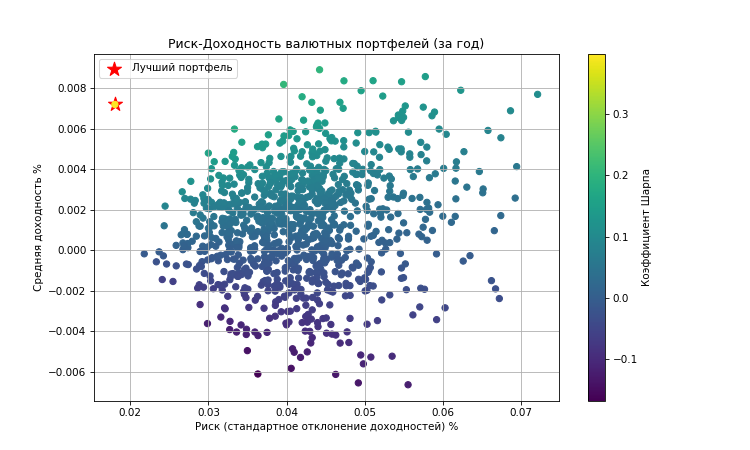 Риск-Доходность валютных портфелей (за год)
Лучший портфель
0.008
0.006
0.004
0.002
0.000
−0.002
−0.004
−0.006
Средняя доходность %
0.02 0.03 0.04 0.05 0.06 0.07
Риск (стандартное отклонение доходностей) %
0.3
0.2
0.1
0.0
−0.1
Коэффициент Шарпа